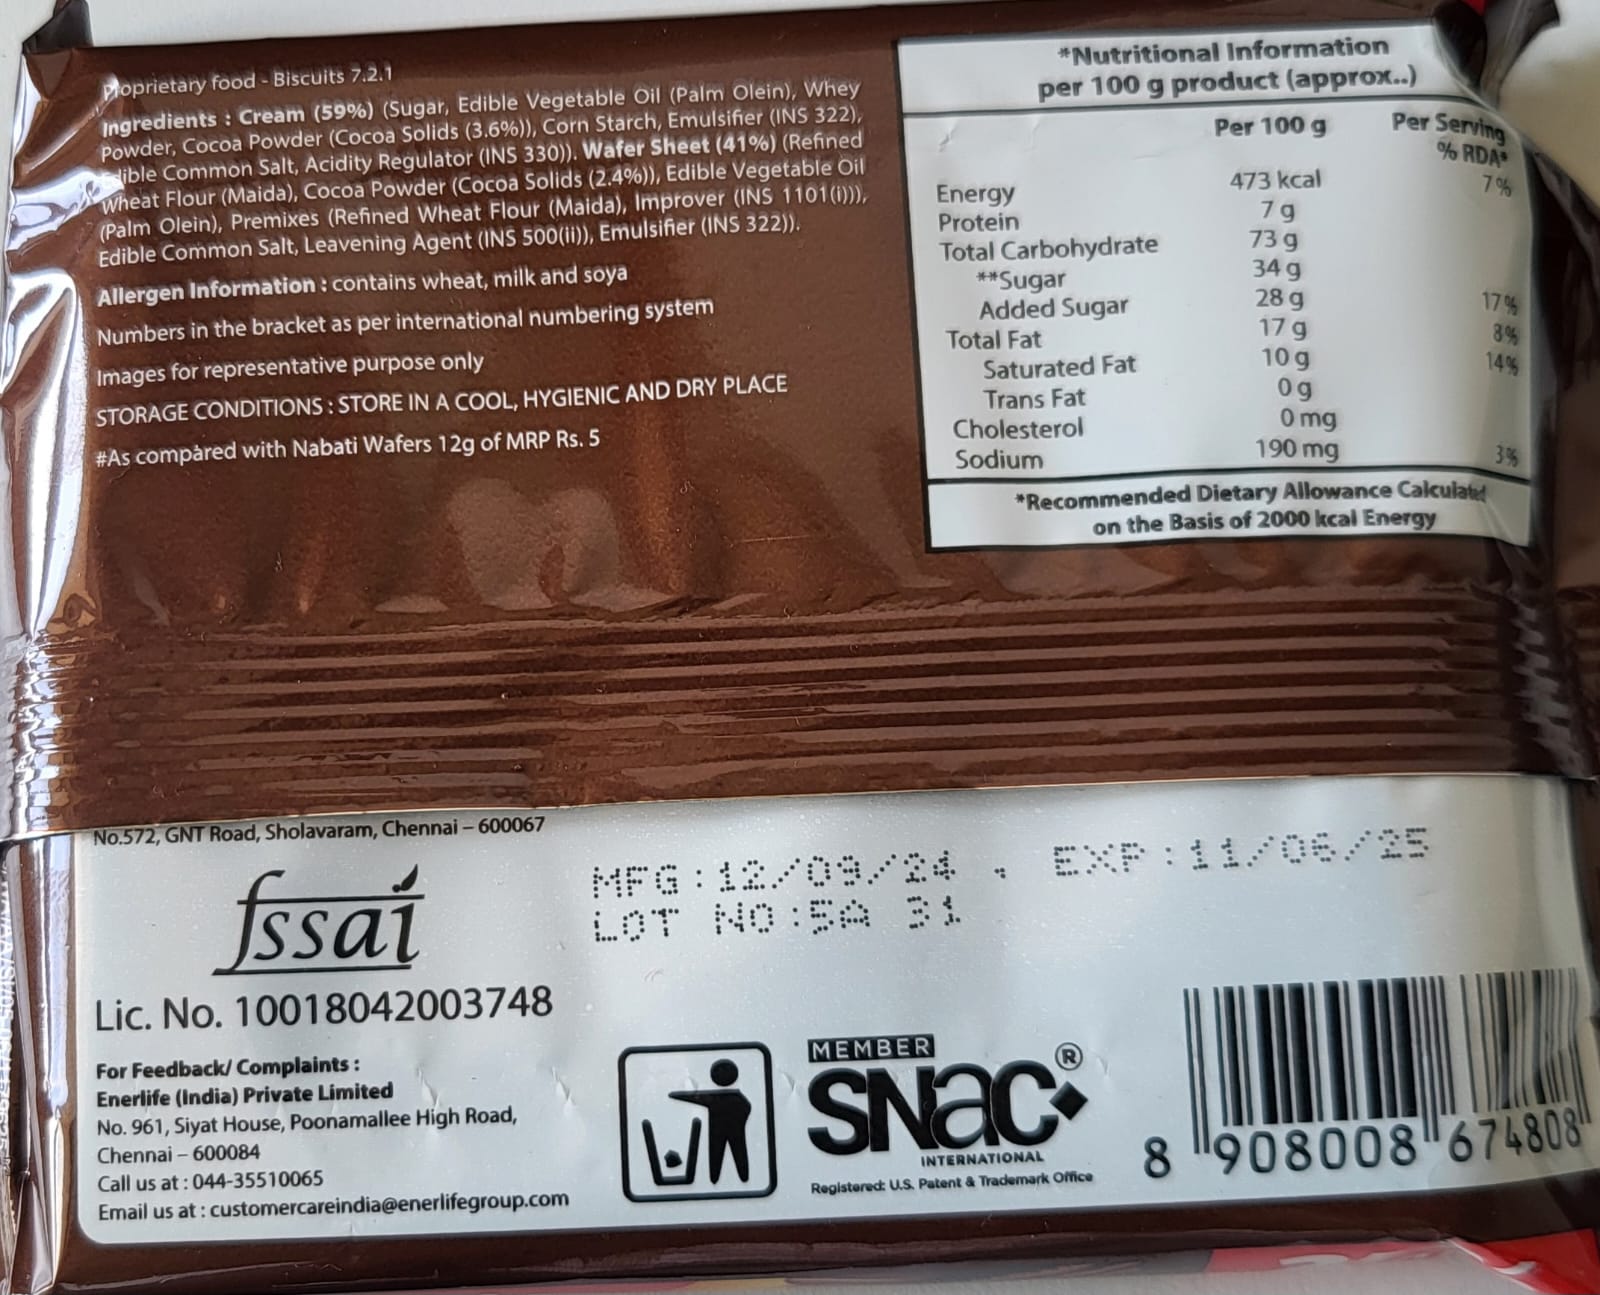 Proprietary food - Biscuits 7.2.1
Ingredients : Cream (59%) (Sugar, Edible Vegetable Oil (Palm Olein), Whey
Powder, Cocoa Powder (Cocoa Solids (3.6%)), Corn Starch, Emulsifier (INS 322),
Edible Common Salt, Acidity Regulator (INS 330)). Wafer Sheet (41%) (Refined
Wheat Flour (Maida), Cocoa Powder (Cocoa Solids (2.4%)), Edible Vegetable Oil
(Palm Olein), Premixes (Refined Wheat Flour (Maida), Improver (INS 1101(i))),
Edible Common Salt, Leavening Agent (INS 500(ii)), Emulsifier (INS 322)).
Allergen Information : contains wheat, milk and soya
Numbers in the bracket as per international numbering system
Images for representative purpose only
STORAGE CONDITIONS : STORE IN A COOL, HYGIENIC AND DRY PLACE
#As compared with Nabati Wafers 12g of MRP Rs. 5
*Nutritional Information
per 100 g product (approx..)
Per 100 g Per Serving
% RDA*
Energy 473 kcal 7%
Protein 7 g
Total Carbohydrate 73 g
**Sugar 34 g
Added Sugar 28 g 17%
Total Fat 17 g 8%
Saturated Fat 10 g 14%
Trans Fat 0 g
Cholesterol 0 mg
Sodium 190 mg 3%
*Recommended Dietary Allowance Calculated
on the Basis of 2000 kcal Energy
No.572, GNT Road, Sholavaram, Chennai – 600067
fssai
Lic. No. 10018042003748
MFG:12/09/24 . EXP:11/06/25
LOT NO:5A 31
For Feedback/ Complaints :
Enerlife (India) Private Limited
No. 961, Siyat House, Poonamallee High Road,
Chennai – 600084
Call us at : 044-35510065
Email us at : customercareindia@enerlifegroup.com
MEMBER
SNAC ®
INTERNATIONAL
Registered: U.S. Patent & Trademark Office
8 908008 674808